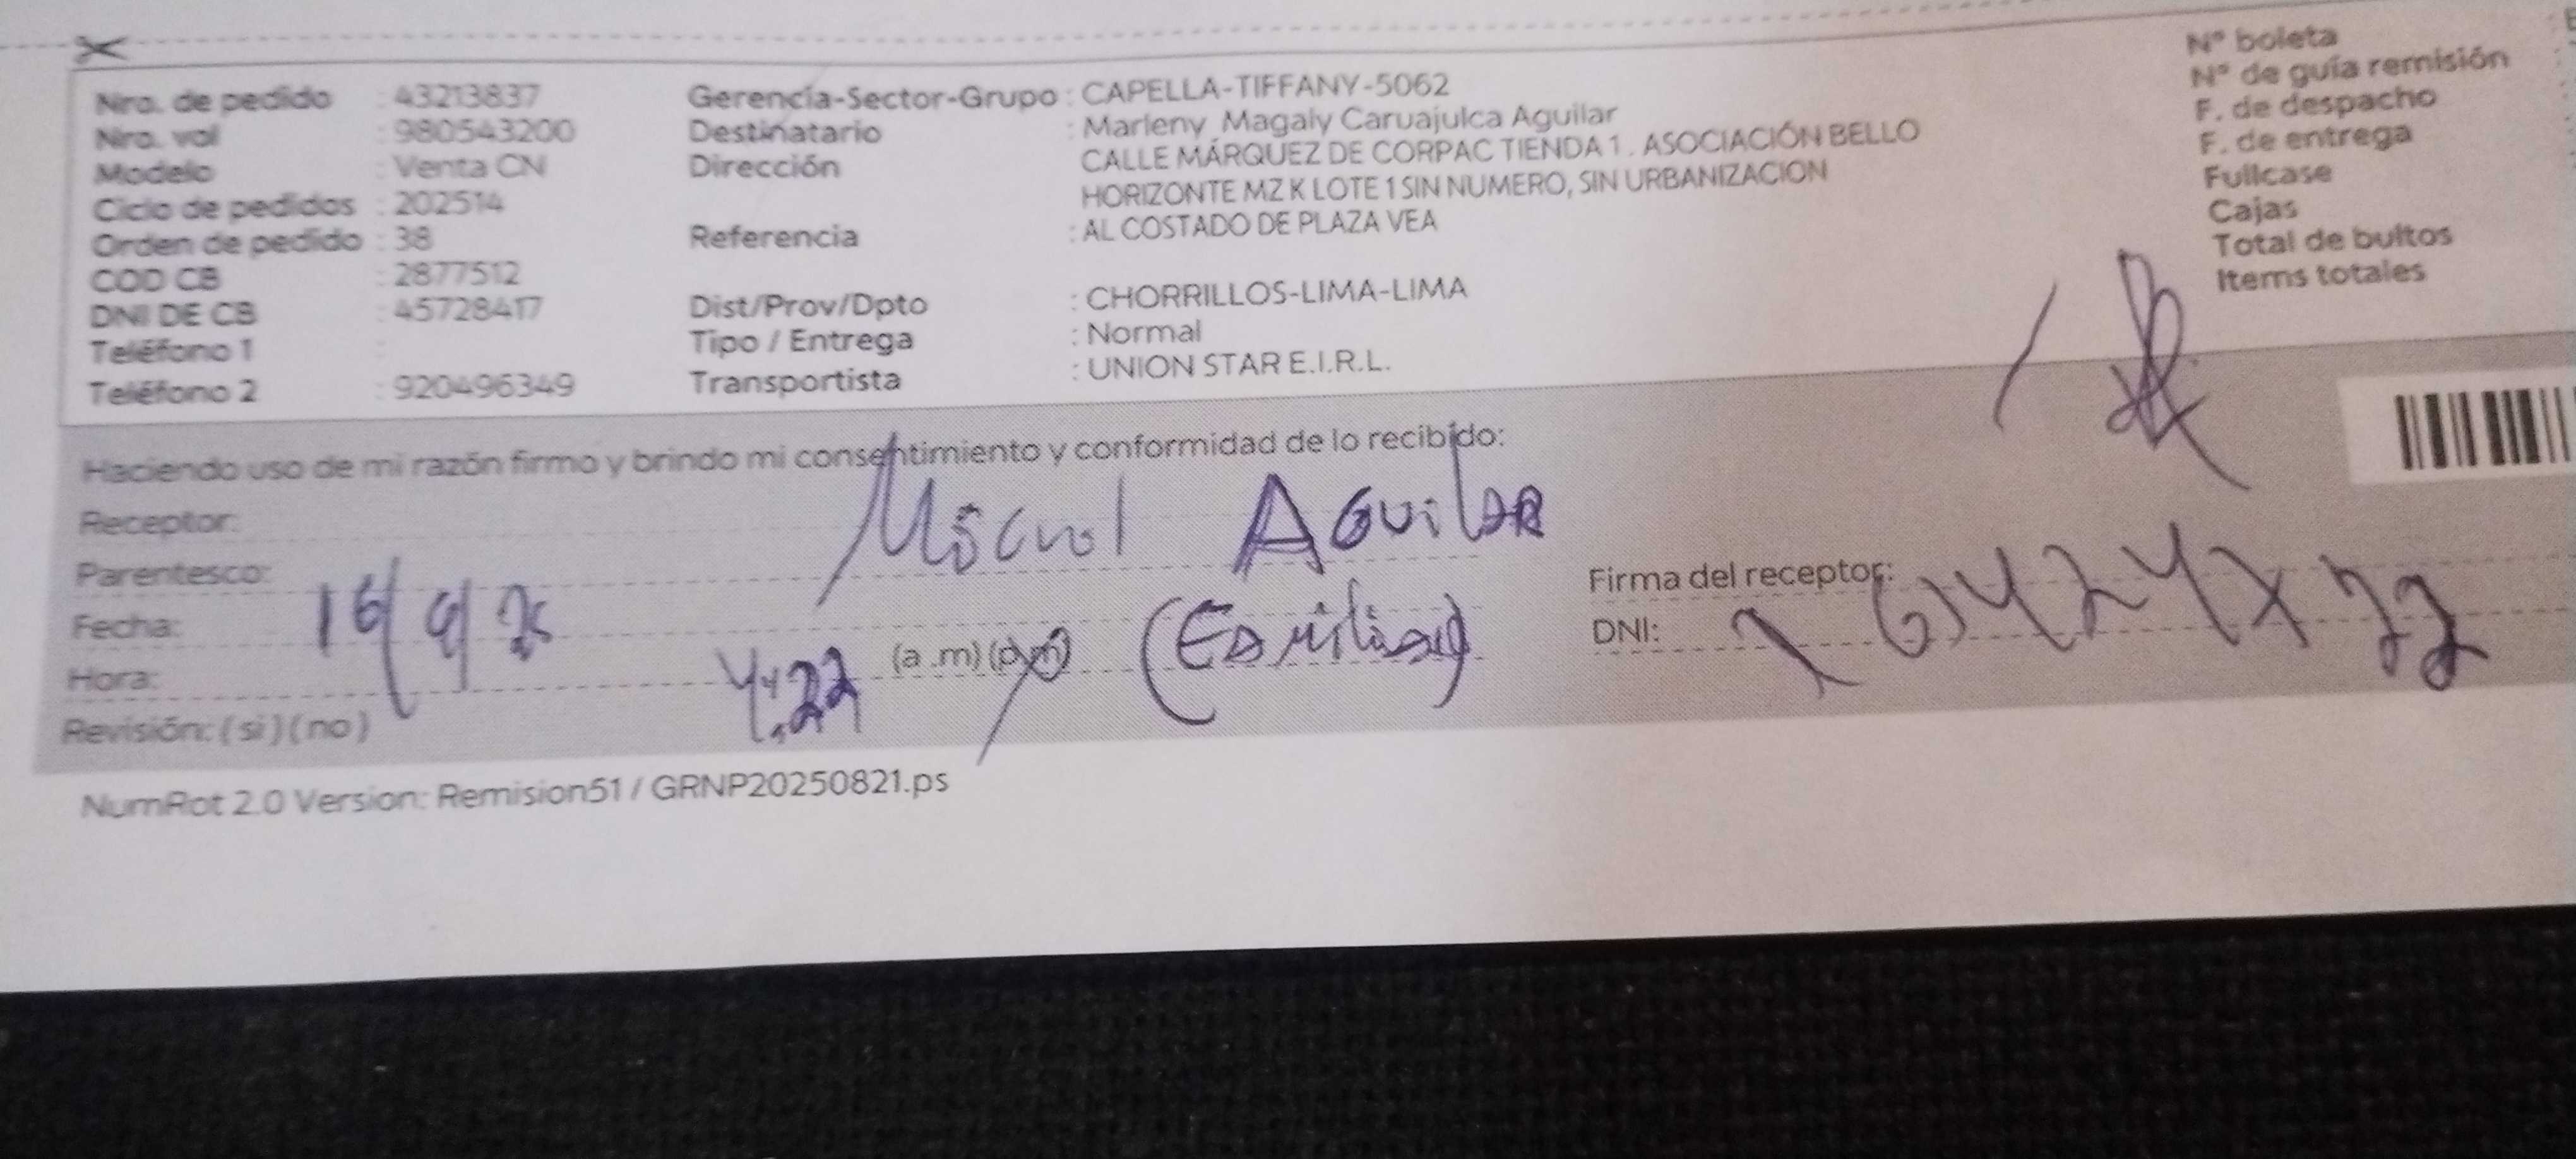 Nro. de pedido : 43213837
Nro. vol : 980543200
Modelo : Venta CN
Ciclo de pedidos : 202514
Orden de pedido : 38
COD CB : 2877512
DNI DE CB : 45728417
Teléfono 1 :
Teléfono 2 : 920496349
Gerencia-Sector-Grupo : CAPELLA-TIFFANY-5062
Destinatario : Marleny Magaly Caruajulca Aguilar
Dirección CALLE MÁRQUEZ DE CORPAC TIENDA 1 . ASOCIACIÓN BELLO
HORIZONTE MZ K LOTE 1 SIN NUMERO, SIN URBANIZACION
Referencia : AL COSTADO DE PLAZA VEA
Dist/Prov/Dpto : CHORRILLOS-LIMA-LIMA
Tipo / Entrega : Normal
Transportista : UNION STAR E.I.R.L.
N° boleta
N° de guía remisión
F. de despacho
F. de entrega
Fullcase
Cajas
Total de bultos
Items totales
Haciendo uso de mi razón firmo y brindo mi consentimiento y conformidad de lo recibido:
Receptor: Aguilar
Parentesco:
Fecha: 16/9/
Hora: 4:22 (a .m) (p.m)
Revisión: ( si ) ( no )
Firma del receptor:
DNI:
NumRot 2.0 Version: Remision51 / GRNP20250821.ps